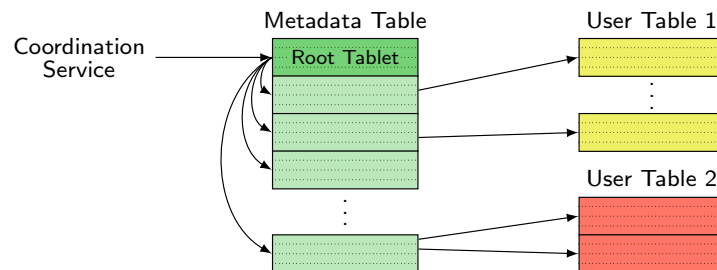 Metadata Table
User Table 1
Coordination
Service
Root Tablet
User Table 2